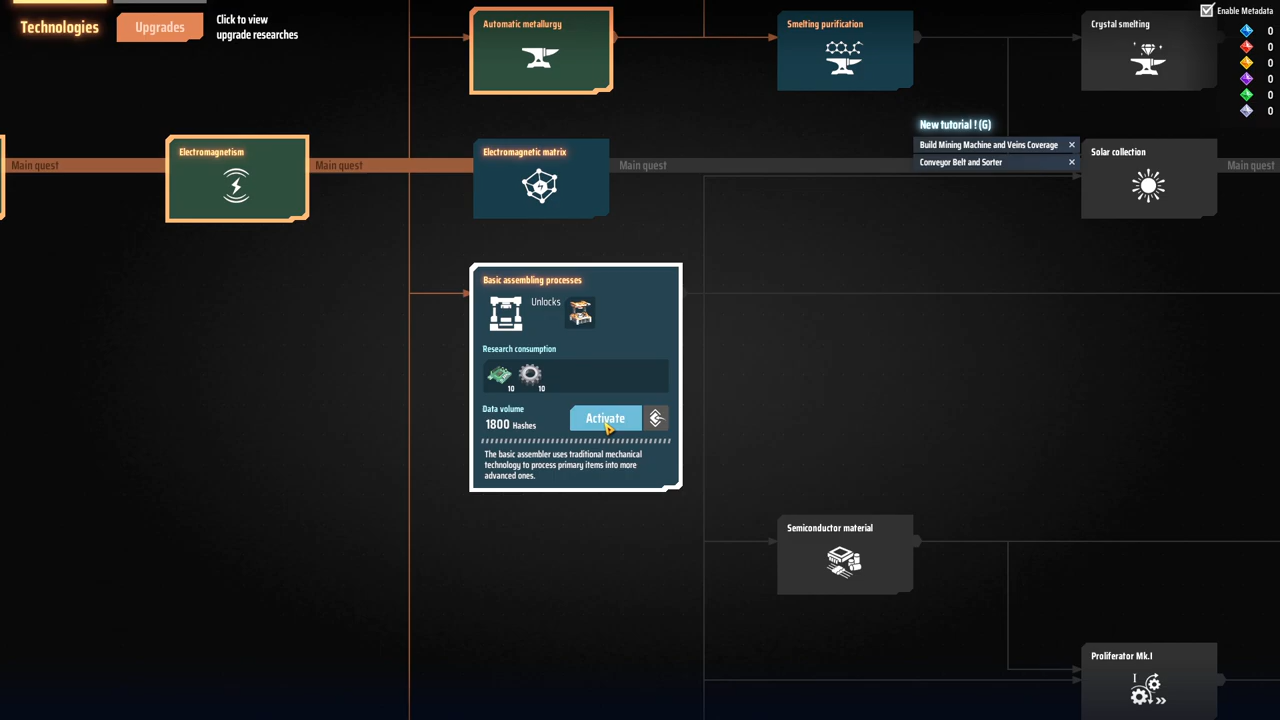 Technologies
Upgrades
Click to view
upgrade researches
Automatic metallurgy
Smelting purification
Crystal smelting
Enable Metadata
0
0
0
0
0
0
New tutorial ! (G)
Build Mining Machine and Veins Coverage
Conveyor Belt and Sorter
Main quest
Electromagnetism
Main quest
Electromagnetic matrix
Main quest
Solar collection
Main quest
Basic assembling processes
Unlocks
Research consumption
10
10
Data volume
1800 Hashes
Activate
The basic assembler uses traditional mechanical
technology to process primary items into more
advanced ones.
Semiconductor material
Proliferator Mk.I